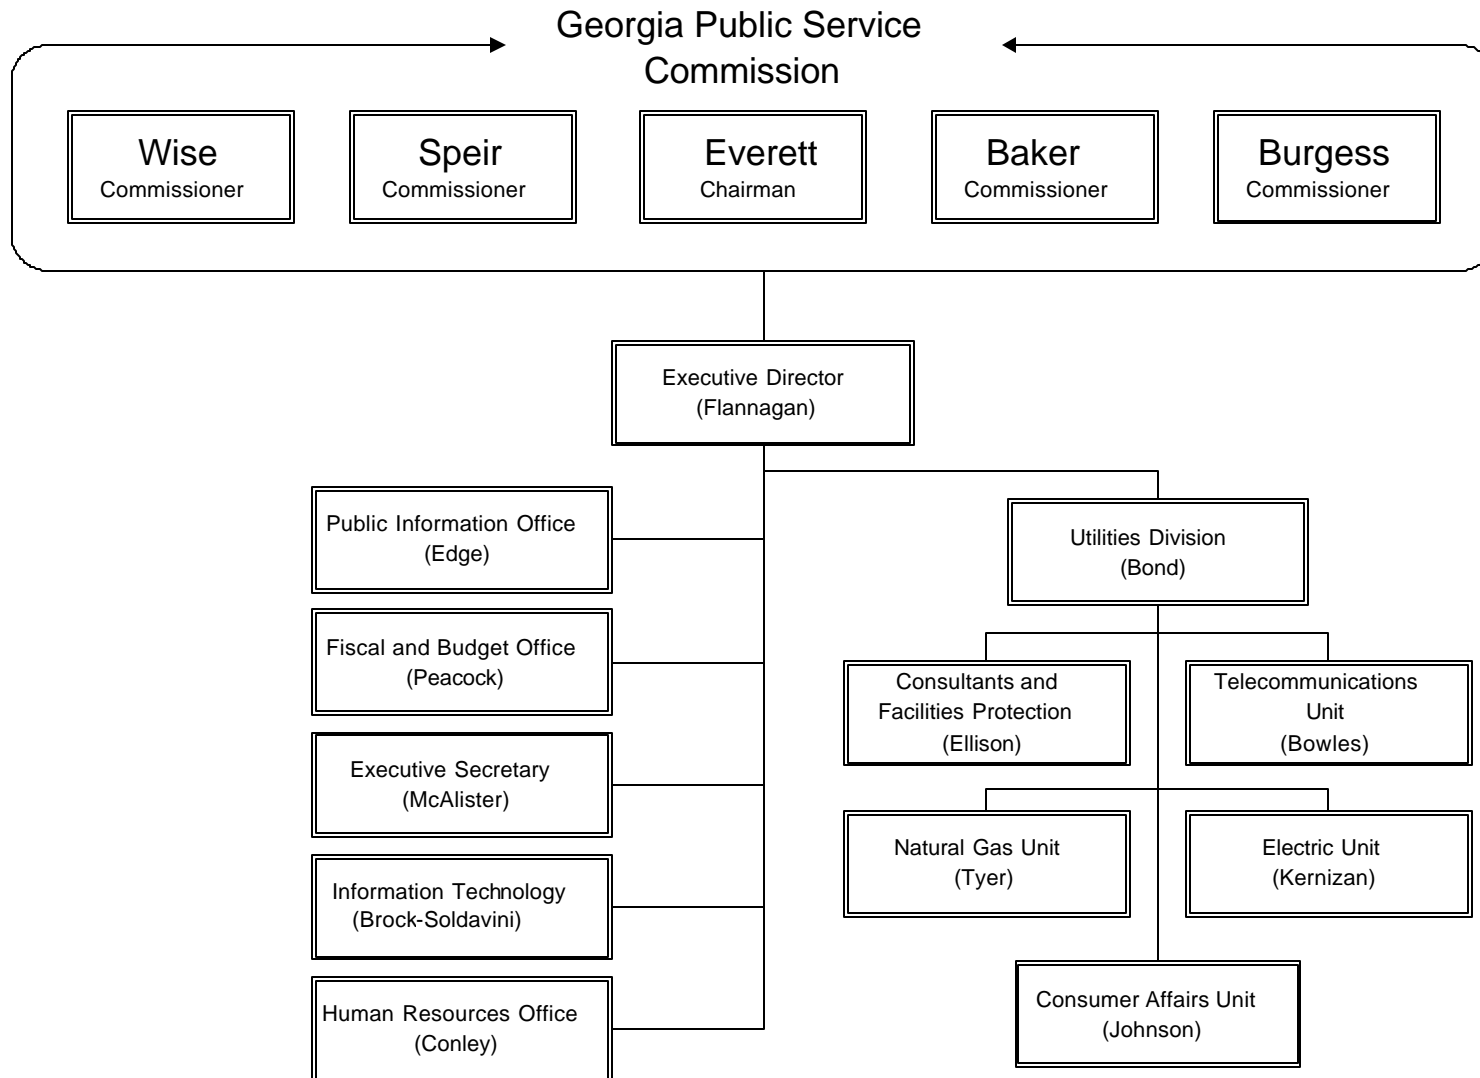 Georgia Public Service
Commission
Wise
Commissioner
Speir
Commissioner
Everett
Chairman
Baker
Commissioner
Burgess
Commissioner
Executive Director
(Flannagan)
Public Information Office
(Edge)
Fiscal and Budget Office
(Peacock)
Executive Secretary
(McAlister)
Information Technology
(Brock-Soldavini)
Human Resources Office
(Conley)
Utilities Division
(Bond)
Consultants and
Facilities Protection
(Ellison)
Telecommunications
Unit
(Bowles)
Natural Gas Unit
(Tyer)
Electric Unit
(Kernizan)
Consumer Affairs Unit
(Johnson)